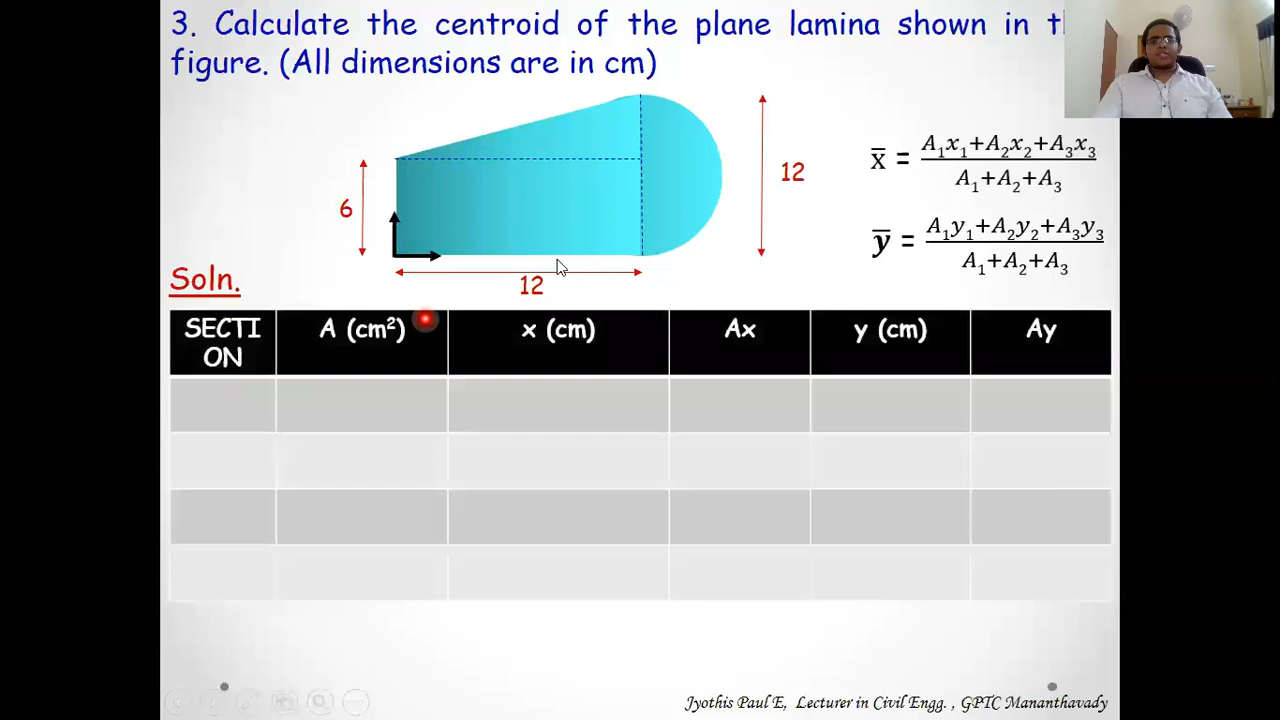 3. Calculate the centroid of the plane lamina shown in
figure. (All dimensions are in cm)
6
12
12
x̅ = A₁x₁+A₂x₂+A₃x₃ / A₁+A₂+A₃
y̅ = A₁y₁+A₂y₂+A₃y₃ / A₁+A₂+A₃
Soln.
SECTI
ON
A (cm²)
x (cm)
Ax
y (cm)
Ay
Jyothis Paul E, Lecturer in Civil Engg. , GPTC Mananthavady